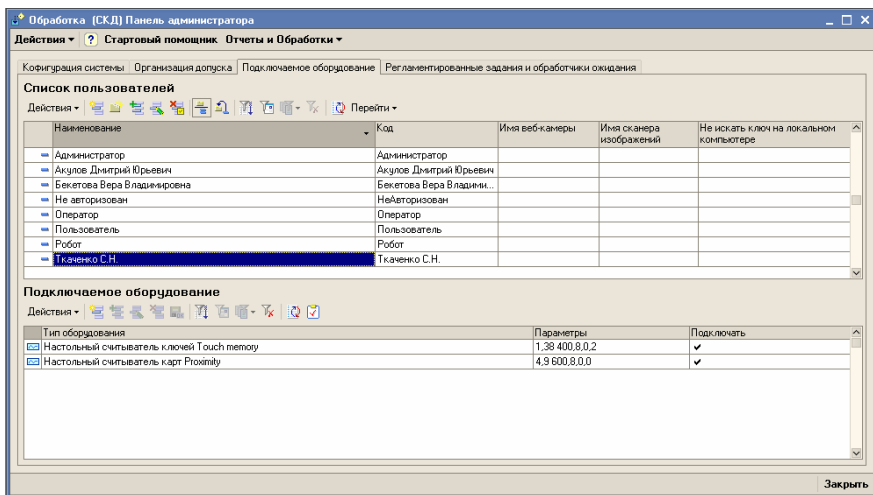 Обработка (СКД) Панель администратора
Действия ? Стартовый помощник Отчеты и Обработки
Кофигурация системы Организация допуска Подключаемое оборудование Регламентированные задания и обработчики ожидания
Список пользователей
Действия Перейти
Наименование Код Имя веб-камеры Имя сканера изображений Не искать ключ на локальном компьютере
Администратор Администратор
Акулов Дмитрий Юрьевич Акулов Дмитрий Юрьевич
Бекетова Вера Владимировна Бекетова Вера Владими...
Не авторизован НеАвторизован
Оператор Оператор
Пользователь Пользователь
Робот Робот
Ткаченко С.Н. Ткаченко С.Н.
Подключаемое оборудование
Действия
Тип оборудования Параметры Подключать
Настольный считыватель ключей Touch memory 1,38 400,8,0,2
Настольный считыватель карт Proximity 4,9 600,8,0,0
Закрыть